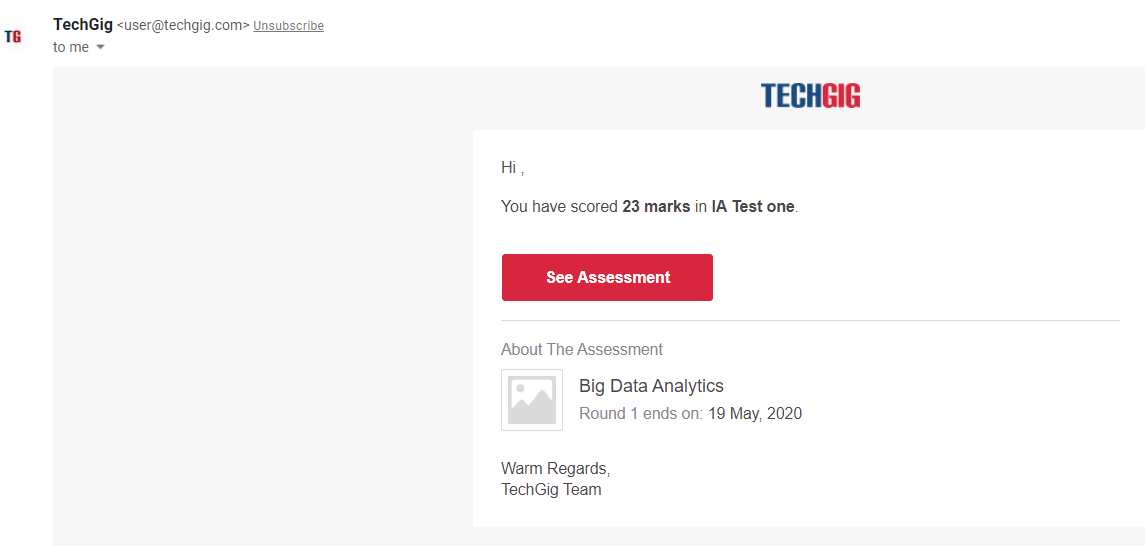 TG
TechGig <user@techgig.com> Unsubscribe
to me
TECHGIG
Hi ,
You have scored 23 marks in IA Test one.
See Assessment
About The Assessment
Big Data Analytics
Round 1 ends on: 19 May, 2020
Warm Regards,
TechGig Team